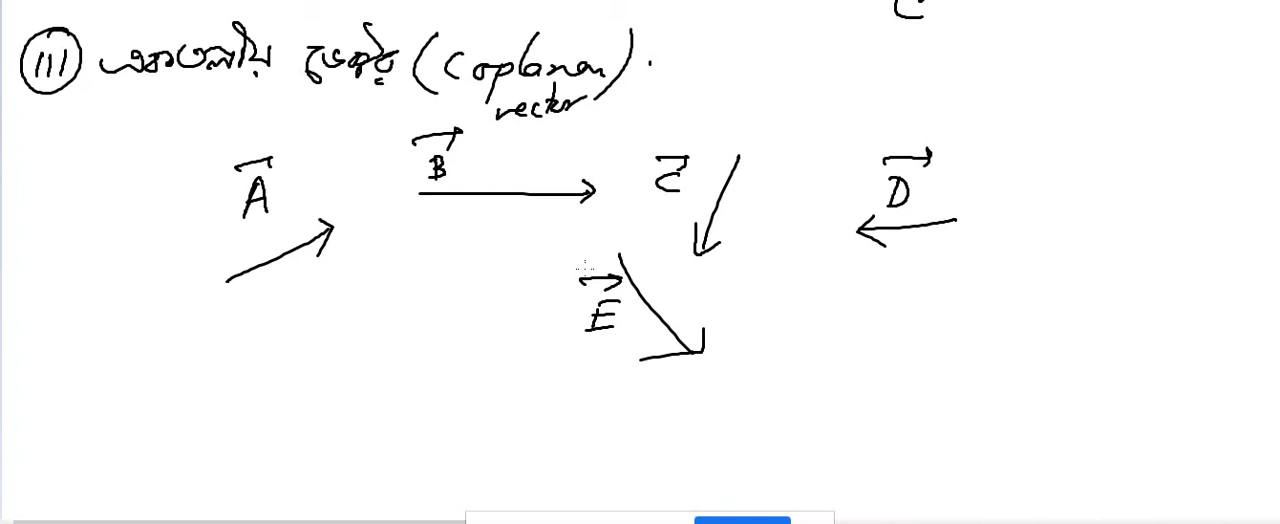 (iii) একতলীয় ভেক্টর (Coplanar vector).
A⃗ B⃗ C⃗ D⃗
E⃗